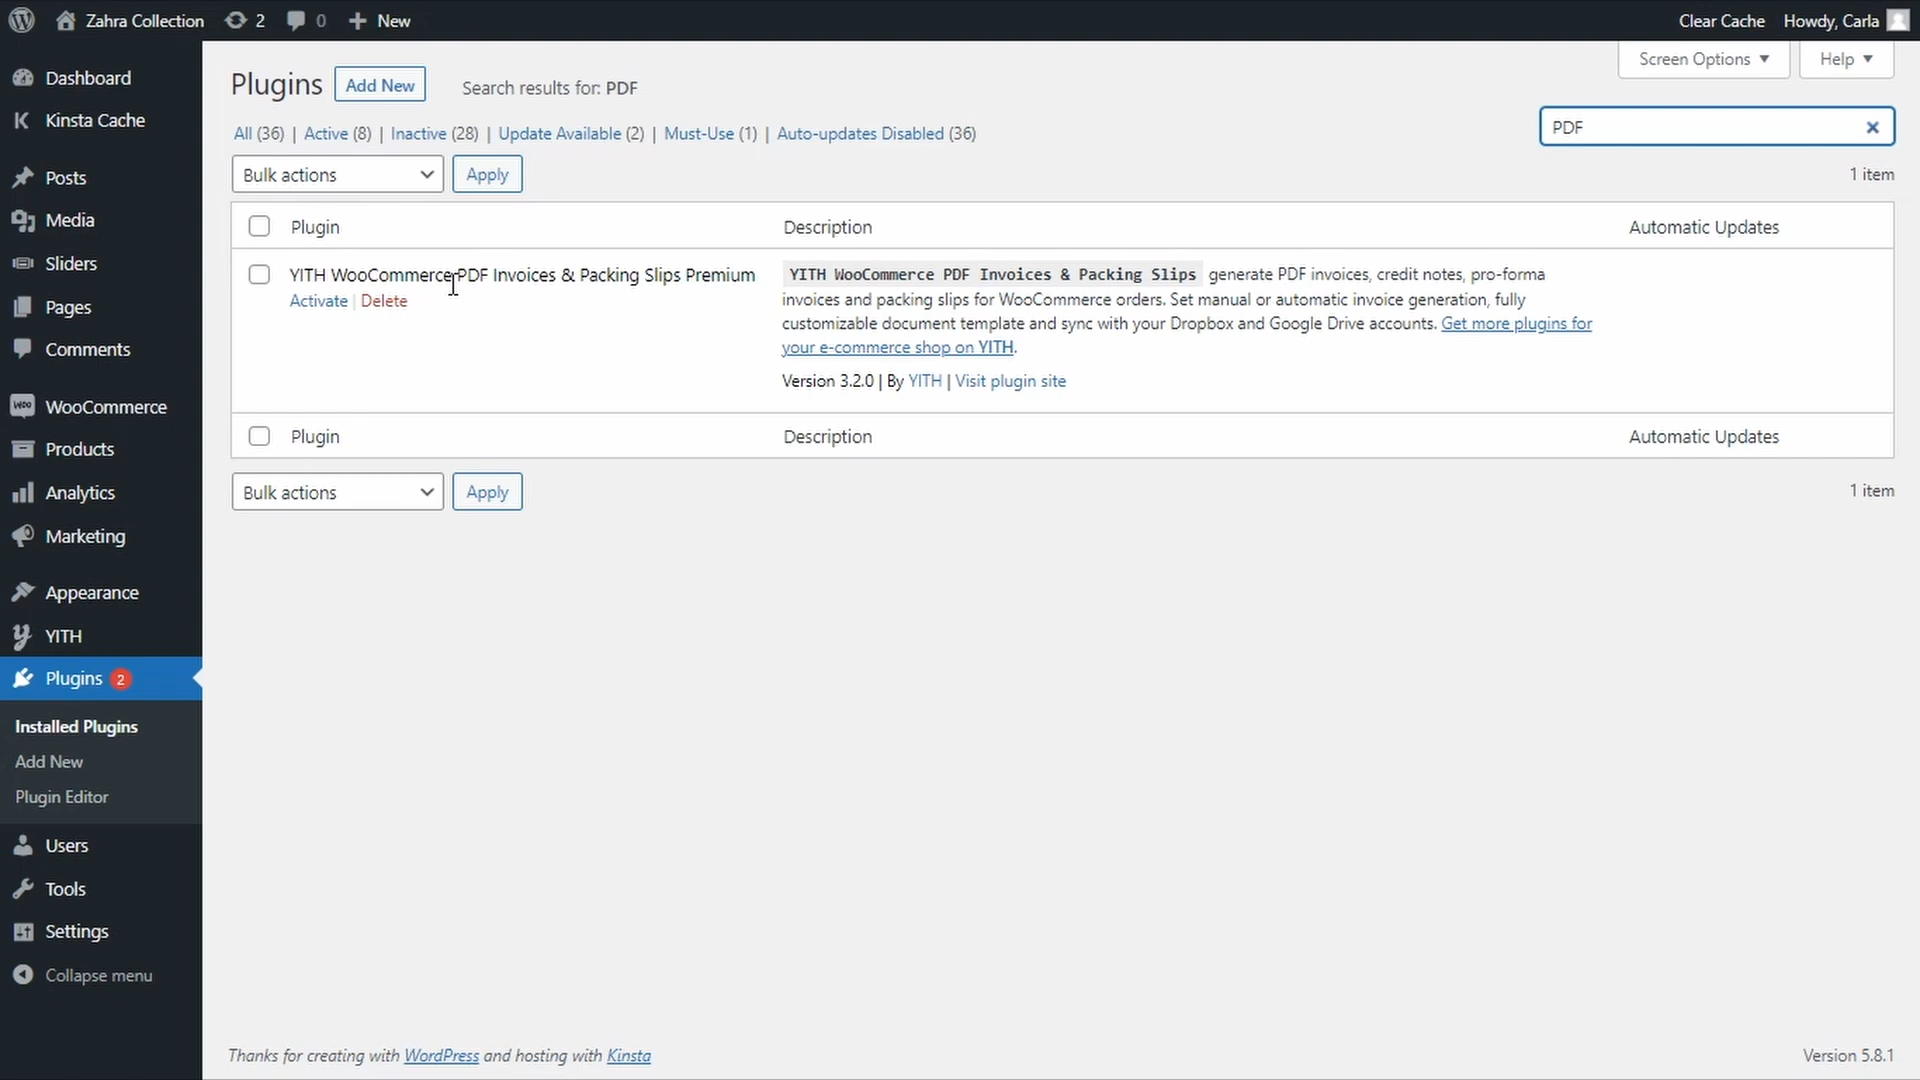 Zahra Collection 2 0 New Clear Cache Howdy, Carla
Dashboard
Kinsta Cache
Posts
Media
Sliders
Pages
Comments
WooCommerce
Products
Analytics
Marketing
Appearance
YITH
Plugins 2
Installed Plugins
Add New
Plugin Editor
Users
Tools
Settings
Collapse menu
Screen Options Help
Plugins Add New Search results for: PDF
PDF
All (36) | Active (8) | Inactive (28) | Update Available (2) | Must-Use (1) | Auto-updates Disabled (36)
Bulk actions Apply 1 item
Plugin Description Automatic Updates
YITH WooCommerce PDF Invoices & Packing Slips Premium
Activate | Delete
YITH WooCommerce PDF Invoices & Packing Slips generate PDF invoices, credit notes, pro-forma
invoices and packing slips for WooCommerce orders. Set manual or automatic invoice generation, fully
customizable document template and sync with your Dropbox and Google Drive accounts. Get more plugins for
your e-commerce shop on YITH.
Version 3.2.0 | By YITH | Visit plugin site
Plugin Description Automatic Updates
Bulk actions Apply 1 item
Thanks for creating with WordPress and hosting with Kinsta Version 5.8.1